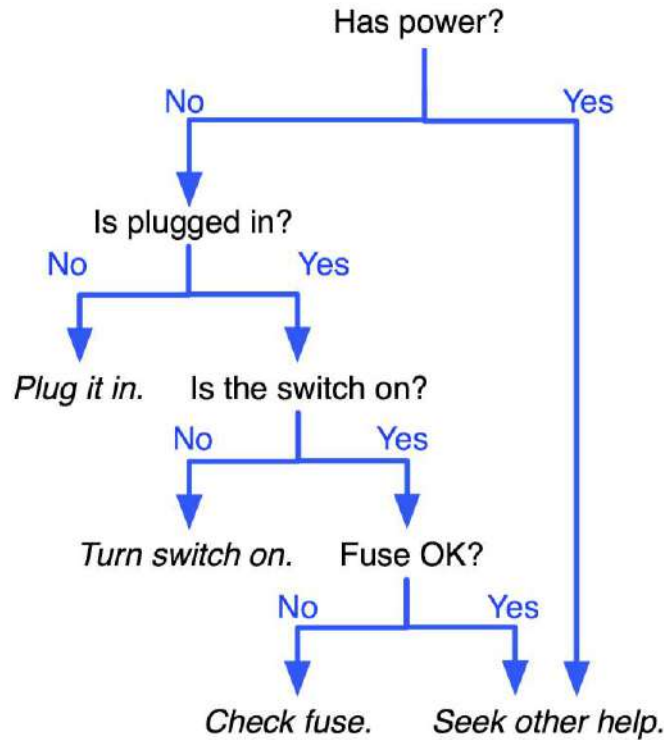 Has power?
No Yes
Is plugged in?
No Yes
Plug it in. Is the switch on?
No Yes
Turn switch on. Fuse OK?
No Yes
Check fuse. Seek other help.